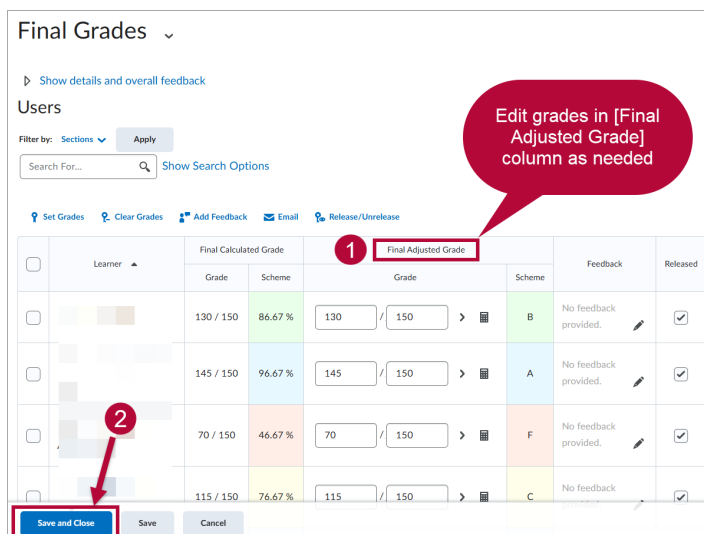 Final Grades
Show details and overall feedback
Users
Edit grades in [Final
Adjusted Grade]
column as needed
Filter by: Sections Apply
Search For... Show Search Options
Set Grades Clear Grades Add Feedback Email Release/Unrelease
Learner Final Calculated Grade 1 Final Adjusted Grade Feedback Released
Grade Scheme Grade Scheme
130 / 150 86.67 % 130 / 150 B No feedback
provided.
145 / 150 96.67 % 145 / 150 A No feedback
provided.
2
70 / 150 46.67 % 70 / 150 F No feedback
provided.
115 / 150 76.67 % 115 / 150 C No feedback
provided.
Save and Close Save Cancel